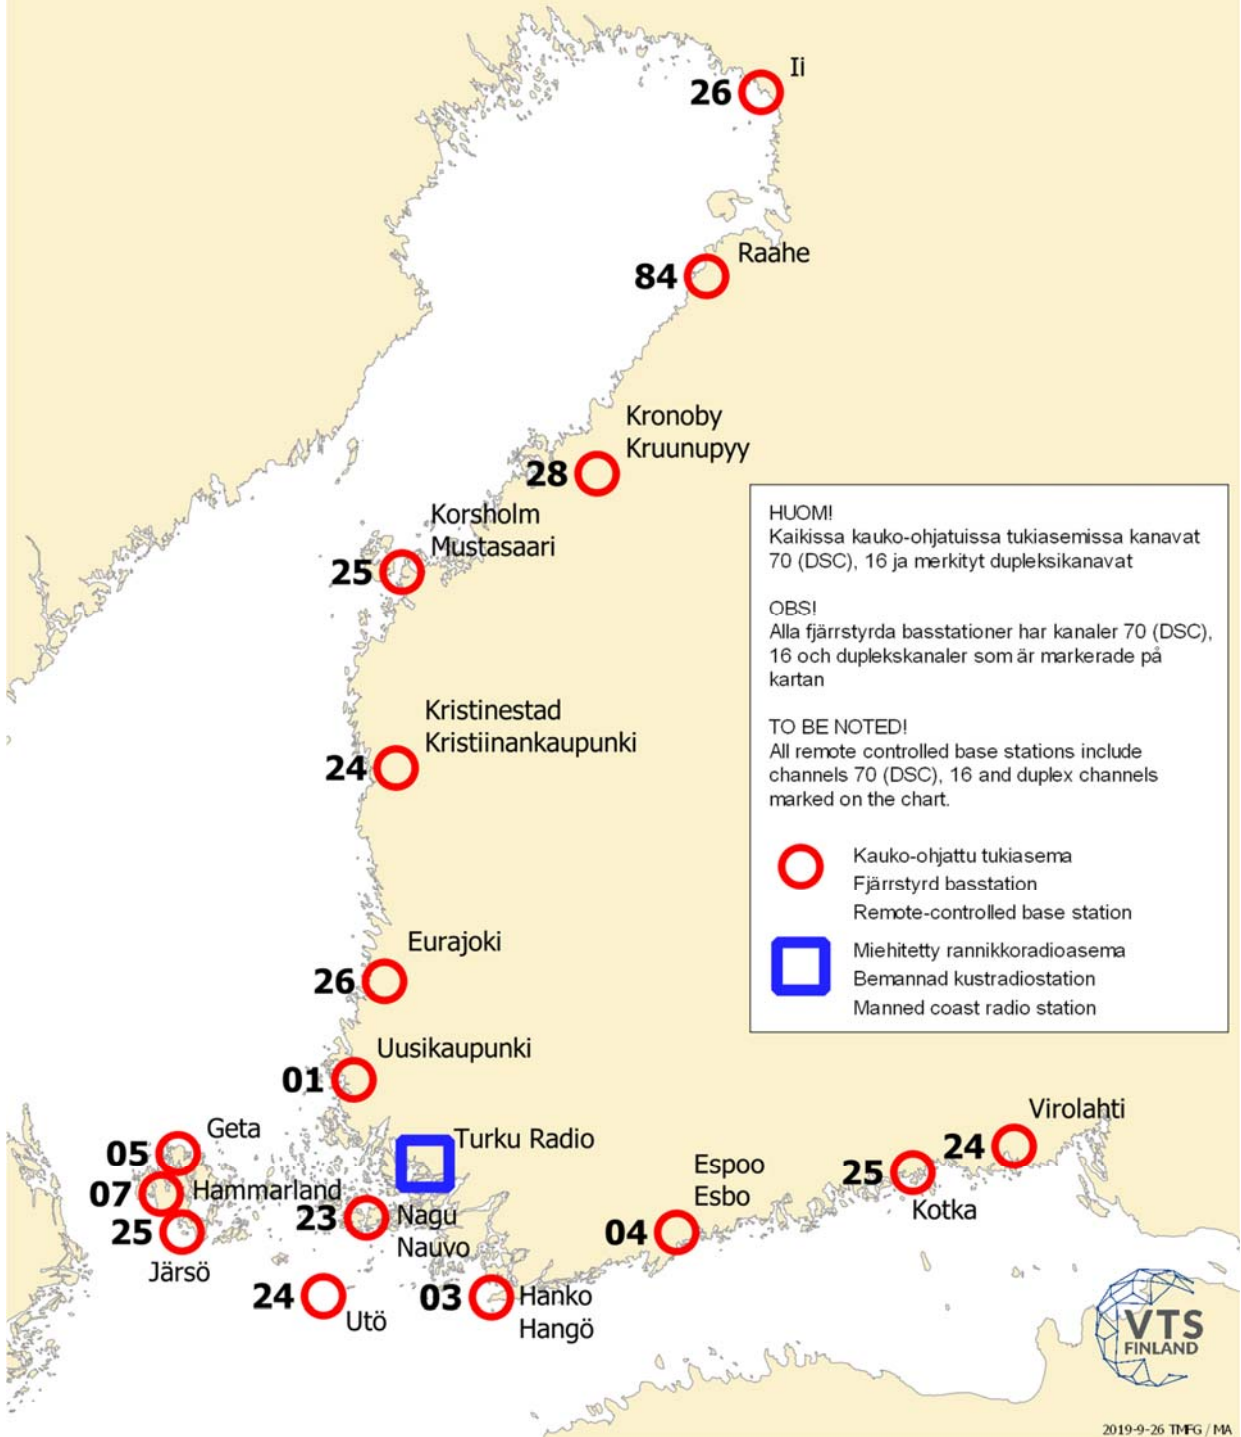 Ii
26
Raahe
84
Kronoby
Kruunupyy
28
Korsholm
Mustasaari
25
HUOM!
Kaikissa kauko-ohjatuissa tukiasemissa kanavat
70 (DSC), 16 ja merkityt dupleksikanavat
OBS!
Alla fjärrstyrda basstationer har kanaler 70 (DSC),
16 och duplekskanaler som är markerade på
kartan
TO BE NOTED!
All remote controlled base stations include
channels 70 (DSC), 16 and duplex channels
marked on the chart.
Kauko-ohjattu tukiasema
Fjärrstyrd basstation
Remote-controlled base station
Miehitetty rannikkoradioasema
Bemannad kustradiostation
Manned coast radio station
Kristinestad
Kristiinankaupunki
24
Eurajoki
26
Uusikaupunki
01
Geta
05
Hammarland
07
25
Järsö
Turku Radio
23
Nagu
Nauvo
24
Utö
03
Hanko
Hangö
Espoo
Esbo
04
25
Kotka
Virolahti
24
VTS
FINLAND
2019-9-26 TMFG / MA